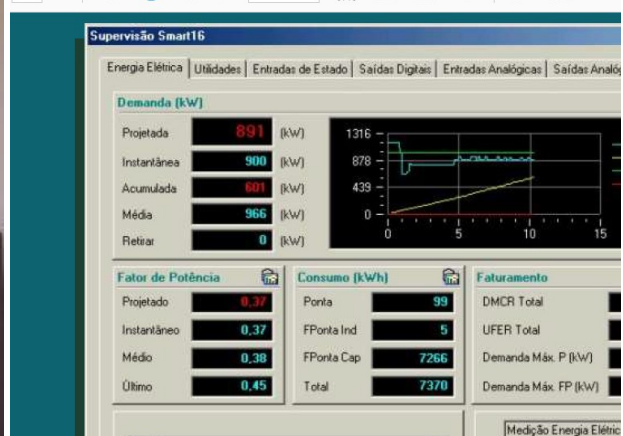 Supervisão Smart16
Energia Elétrica Utilidades Entradas de Estado Saídas Digitais Entradas Analógicas Saídas Analóg
Demanda (kW)
Projetada 891 (kW)
Instantânea 900 (kW)
Acumulada 601 (kW)
Média 966 (kW)
Retirar 0 (kW)
1316
878
439
0
0 5 10 15
Fator de Potência
Projetado 0,37
Instantâneo 0,37
Médio 0,38
Último 0,45
Consumo (kWh)
Ponta 99
FPonta Ind 5
FPonta Cap 7266
Total 7370
Faturamento
DMCR Total
UFER Total
Demanda Máx. P (kW)
Demanda Máx. FP (kW)
Medição Energia Elétric